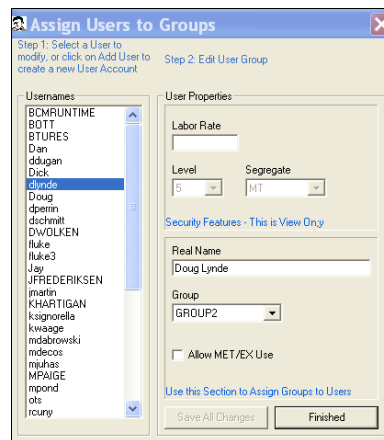 Assign Users to Groups
Step 1: Select a User to
modify, or click on Add User to
create a new User Account
Step 2: Edit User Group
Usernames
BCMRUNTIME
BOTT
BTURES
Dan
ddugan
Dick
dlynde
Doug
dperrin
dschmitt
DWOLKEN
fluke
fluke3
Jay
JFREDERIKSEN
jmartin
KHARTIGAN
ksignorella
kwaage
mdabrowski
mdecos
mjuhas
MPAIGE
mpond
ots
rcuny
User Properties
Labor Rate
Level Segregate
5 MT
Security Features - This is View On;y
Real Name
Doug Lynde
Group
GROUP2
Allow MET/EX Use
Use this Section to Assign Groups to Users
Save All Changes Finished